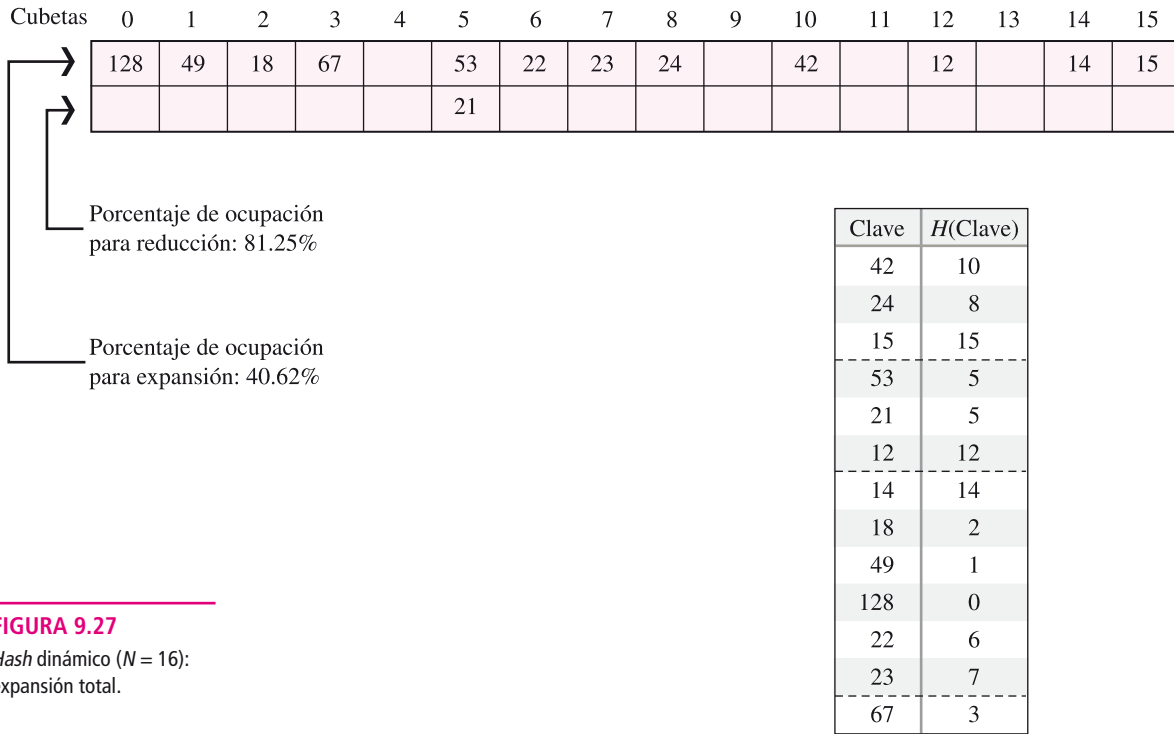 Cubetas 0 1 2 3 4 5 6 7 8 9 10 11 12 13 14 15
128 49 18 67 53 22 23 24 42 12 14 15
21
Porcentaje de ocupación
para reducción: 81.25%
Porcentaje de ocupación
para expansión: 40.62%
Clave H(Clave)
42 10
24 8
15 15
53 5
21 5
12 12
14 14
18 2
49 1
128 0
22 6
23 7
67 3
FIGURA 9.27
Hash dinámico (N = 16):
expansión total.